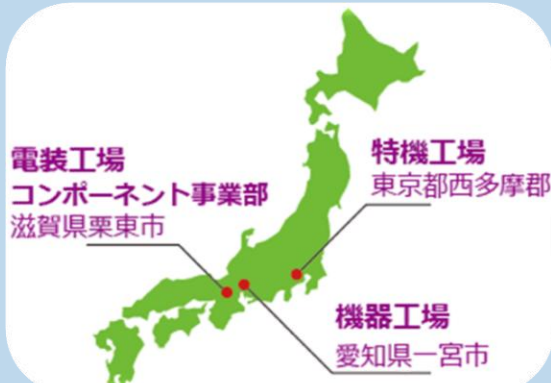 電装工場
コンポーネント事業部
滋賀県栗東市
特機工場
東京都西多摩郡
機器工場
愛知県一宮市